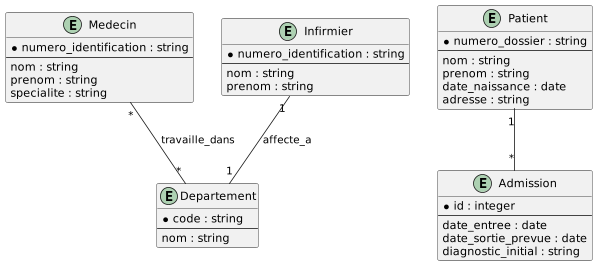 E Medecin
numero_identification : string
nom : string
prenom : string
specialite : string
E Infirmier
numero_identification : string
nom : string
prenom : string
E Patient
numero_dossier : string
nom : string
prenom : string
date_naissance : date
adresse : string
*
travaille_dans
*
1
affecte_a
1
1
*
E Departement
code : string
nom : string
E Admission
id : integer
date_entree : date
date_sortie_prevue : date
diagnostic_initial : string